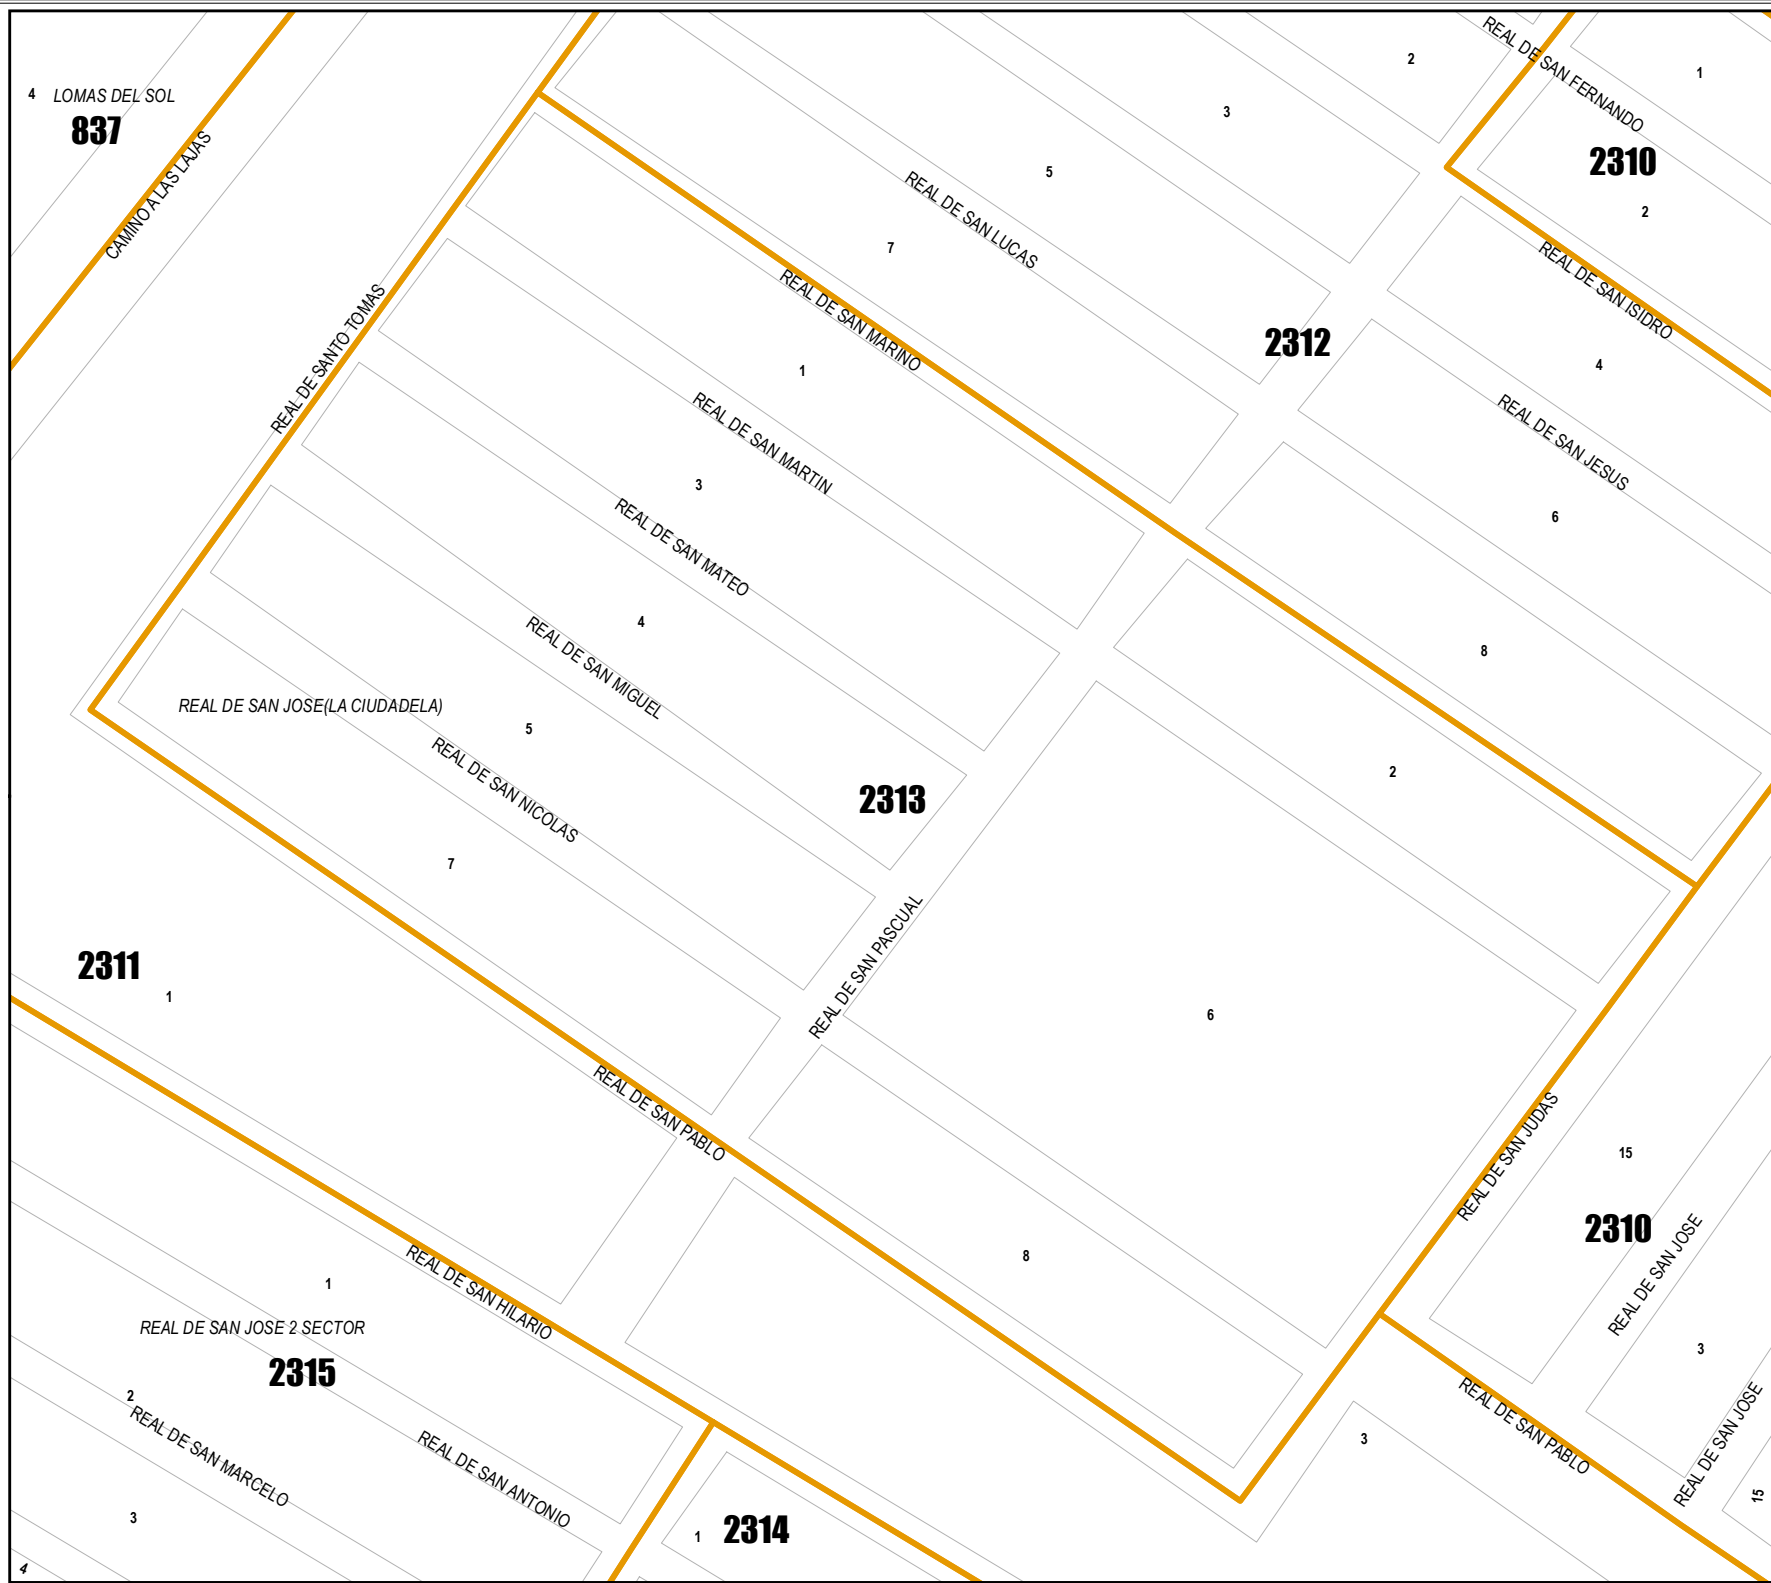 REAL DE SAN FERNANDO
2
1
4 LOMAS DEL SOL
837
3
CAMINO A LAS LAJAS
2310
5
REAL DE SAN LUCAS
2
7
REAL DE SAN ISIDRO
REAL DE SAN MARINO
REAL DE SANTO TOMAS
2312
1
4
REAL DE SAN MARTIN
REAL DE SAN JESUS
3
REAL DE SAN MATEO
6
4
REAL DE SAN MIGUEL
8
REAL DE SAN JOSE(LA CIUDADELA)
5
REAL DE SAN NICOLAS
2
2313
7
REAL DE SAN PASCUAL
2311
1
6
REAL DE SAN PABLO
REAL DE SAN JUDAS
15
2310
REAL DE SAN JOSE
8
REAL DE SAN HILARIO
1
REAL DE SAN JOSE 2 SECTOR
2315
3
2
REAL DE SAN MARCELO
REAL DE SAN ANTONIO
REAL DE SAN PABLO
3
REAL DE SAN JOSE
15
3
1 2314
4